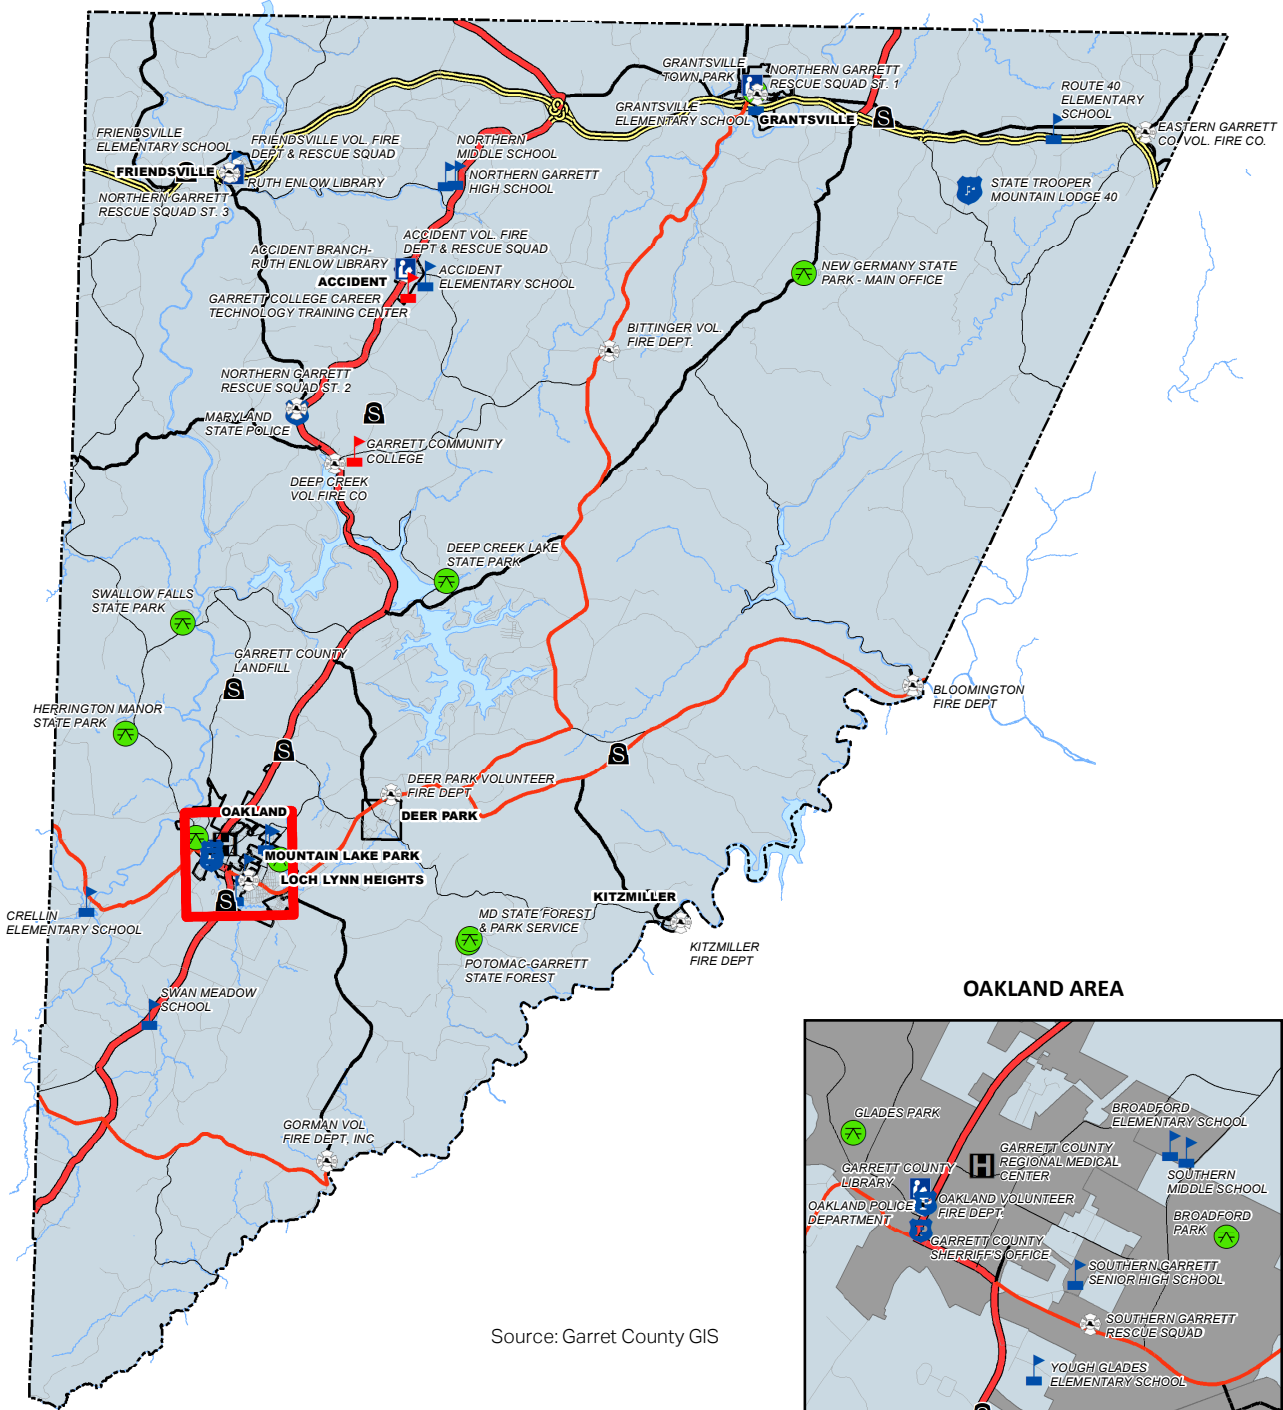 GRANTSVILLE
TOWN PARK
NORTHERN GARRETT
RESCUE SQUAD ST. 1
GRANTSVILLE
ELEMENTARY SCHOOL
GRANTSVILLE
S
ROUTE 40
ELEMENTARY
SCHOOL
EASTERN GARRETT
CO. VOL. FIRE CO.
FRIENDSVILLE
ELEMENTARY SCHOOL
FRIENDSVILLE VOL. FIRE
DEPT & RESCUE SQUAD
FRIENDSVILLE
RUTH ENLOW LIBRARY
NORTHERN GARRETT
RESCUE SQUAD ST. 3
NORTHERN
MIDDLE SCHOOL
NORTHERN GARRETT
HIGH SCHOOL
STATE TROOPER
MOUNTAIN LODGE 40
ACCIDENT VOL. FIRE
DEPT & RESCUE SQUAD
ACCIDENT BRANCH-
RUTH ENLOW LIBRARY
ACCIDENT
ACCIDENT
ELEMENTARY SCHOOL
GARRETT COLLEGE CAREER
TECHNOLOGY TRAINING CENTER
NEW GERMANY STATE
PARK - MAIN OFFICE
BITTINGER VOL.
FIRE DEPT.
NORTHERN GARRETT
RESCUE SQUAD ST. 2
MARYLAND
STATE POLICE
S
GARRETT COMMUNITY
COLLEGE
DEEP CREEK
VOL FIRE CO
DEEP CREEK LAKE
STATE PARK
SWALLOW FALLS
STATE PARK
GARRETT COUNTY
LANDFILL
S
HERRINGTON MANOR
STATE PARK
BLOOMINGTON
FIRE DEPT
S
S
DEER PARK VOLUNTEER
FIRE DEPT
DEER PARK
OAKLAND
H
MOUNTAIN LAKE PARK
LOCH LYNN HEIGHTS
S
CRELLIN
ELEMENTARY SCHOOL
KITZMILLER
KITZMILLER
FIRE DEPT
MD STATE FOREST
& PARK SERVICE
POTOMAC-GARRETT
STATE FOREST
SWAN MEADOW
SCHOOL
GORMAN VOL
FIRE DEPT, INC
OAKLAND AREA
GLADES PARK
BROADFORD
ELEMENTARY SCHOOL
H
GARRETT COUNTY
REGIONAL MEDICAL
CENTER
GARRETT COUNTY
LIBRARY
SOUTHERN
MIDDLE SCHOOL
OAKLAND POLICE
DEPARTMENT
OAKLAND VOLUNTEER
FIRE DEPT.
BROADFORD
PARK
GARRETT COUNTY
SHERRIFF'S OFFICE
SOUTHERN GARRETT
SENIOR HIGH SCHOOL
SOUTHERN GARRETT
RESCUE SQUAD
YOUGH GLADES
ELEMENTARY SCHOOL
Source: Garret County GIS